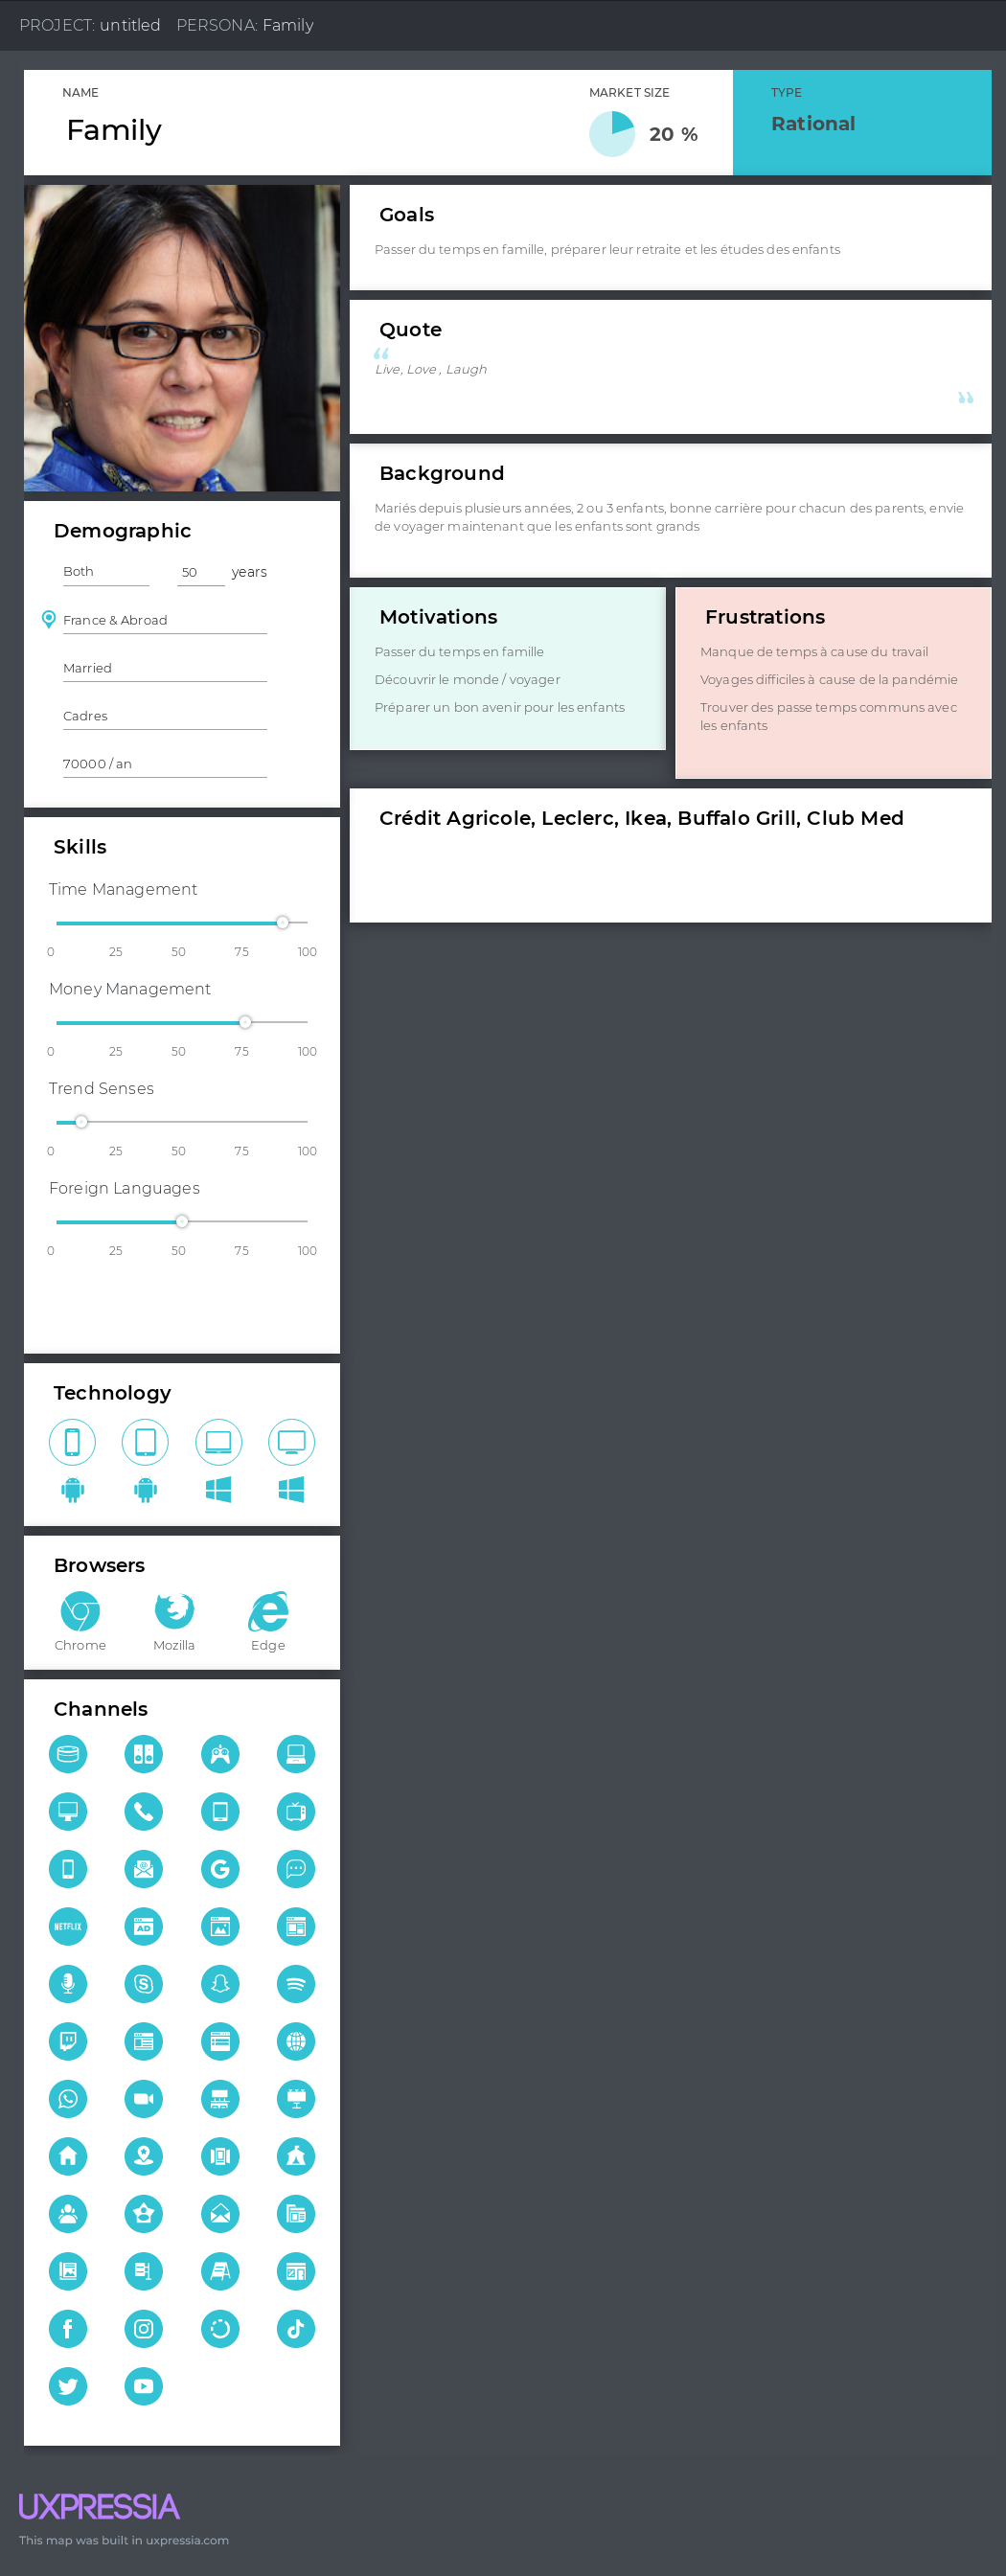 PROJECT: untitled PERSONA: Family
NAME
Family
MARKET SIZE
20 %
TYPE
Rational
Goals
Passer du temps en famille, préparer leur retraite et les études des enfants
Quote
“
Live, Love , Laugh
”
Background
Mariés depuis plusieurs années, 2 ou 3 enfants, bonne carrière pour chacun des parents, envie
de voyager maintenant que les enfants sont grands
Demographic
Both 50 years
France & Abroad
Married
Cadres
70000 / an
Motivations
Passer du temps en famille
Découvrir le monde / voyager
Préparer un bon avenir pour les enfants
Frustrations
Manque de temps à cause du travail
Voyages difficiles à cause de la pandémie
Trouver des passe temps communs avec
les enfants
Crédit Agricole, Leclerc, Ikea, Buffalo Grill, Club Med
Skills
Time Management
0 25 50 75 100
Money Management
0 25 50 75 100
Trend Senses
0 25 50 75 100
Foreign Languages
0 25 50 75 100
Technology
Browsers
Chrome Mozilla Edge
Channels
NETFLIX
AD
UXPRESSIA
This map was built in uxpressia.com